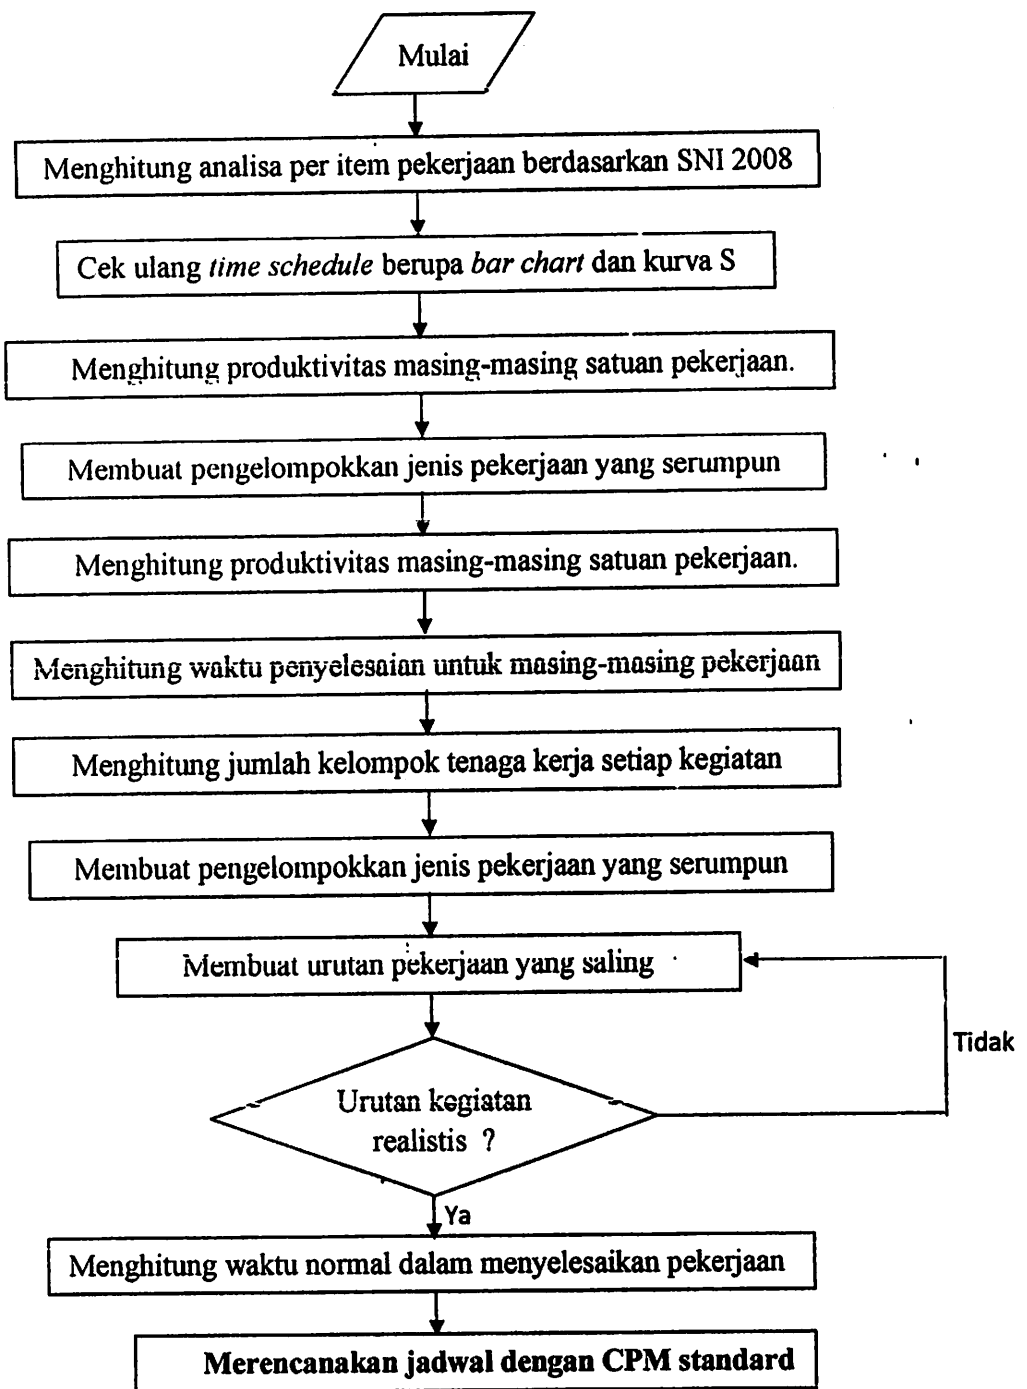 Mulai
Menghitung analisa per item pekerjaan berdasarkan SNI 2008
Cek ulang time schedule berupa bar chart dan kurva S
Menghitung produktivitas masing-masing satuan pekerjaan.
Membuat pengelompokkan jenis pekerjaan yang serumpun
Menghitung produktivitas masing-masing satuan pekerjaan.
Menghitung waktu penyelesaian untuk masing-masing pekerjaan
Menghitung jumlah kelompok tenaga kerja setiap kegiatan
Membuat pengelompokkan jenis pekerjaan yang serumpun
Membuat urutan pekerjaan yang saling
Tidak
Urutan kegiatan
realistis ?
Ya
Menghitung waktu normal dalam menyelesaikan pekerjaan
Merencanakan jadwal dengan CPM standard